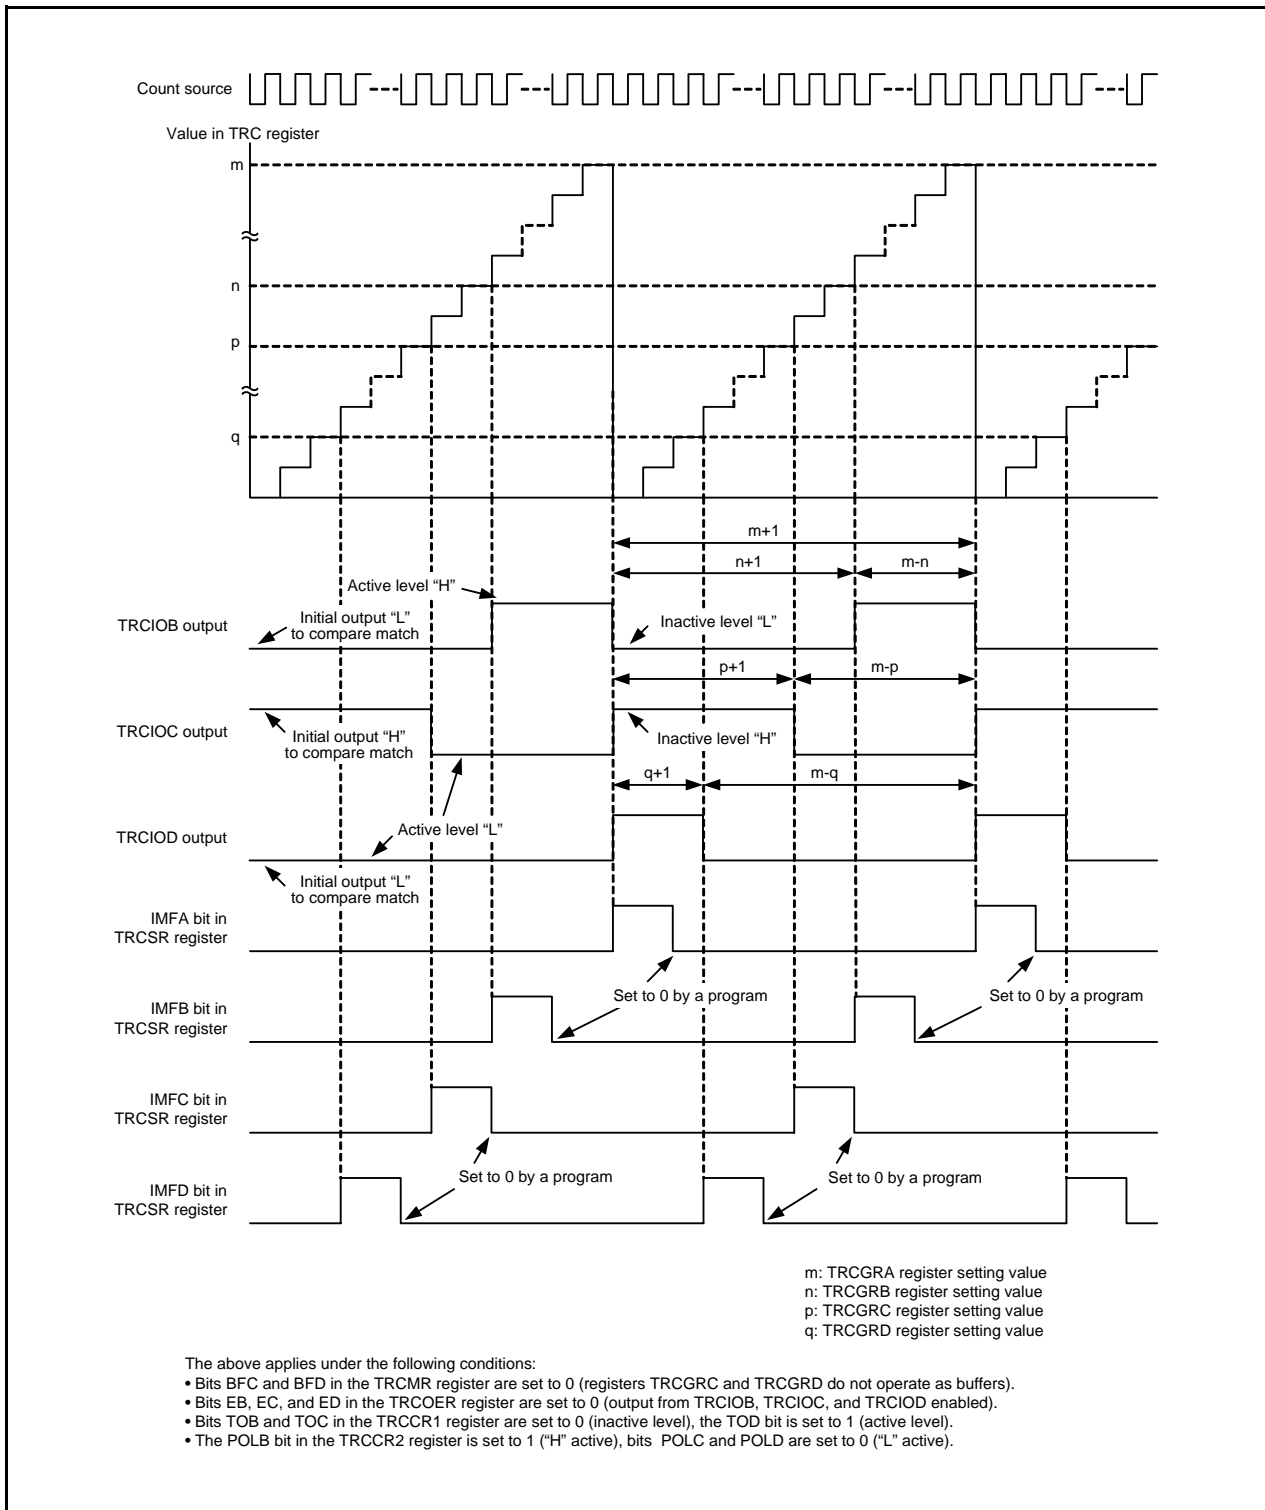 Count source
Value in TRC register
m
n
p
q
m+1
n+1
m-n
Active level “H”
Initial output “L”
to compare match
Inactive level “L”
TRCIOB output
p+1
m-p
TRCIOC output
Initial output “H”
to compare match
Inactive level “H”
q+1
m-q
Active level “L”
TRCIOD output
Initial output “L”
to compare match
IMFA bit in
TRCSR register
Set to 0 by a program
Set to 0 by a program
IMFB bit in
TRCSR register
IMFC bit in
TRCSR register
Set to 0 by a program
Set to 0 by a program
IMFD bit in
TRCSR register
m: TRCGRA register setting value
n: TRCGRB register setting value
p: TRCGRC register setting value
q: TRCGRD register setting value
The above applies under the following conditions:
• Bits BFC and BFD in the TRCMR register are set to 0 (registers TRCGRC and TRCGRD do not operate as buffers).
• Bits EB, EC, and ED in the TRCOER register are set to 0 (output from TRCIOB, TRCIOC, and TRCIOD enabled).
• Bits TOB and TOC in the TRCCR1 register are set to 0 (inactive level), the TOD bit is set to 1 (active level).
• The POLB bit in the TRCCR2 register is set to 1 (“H” active), bits POLC and POLD are set to 0 (“L” active).